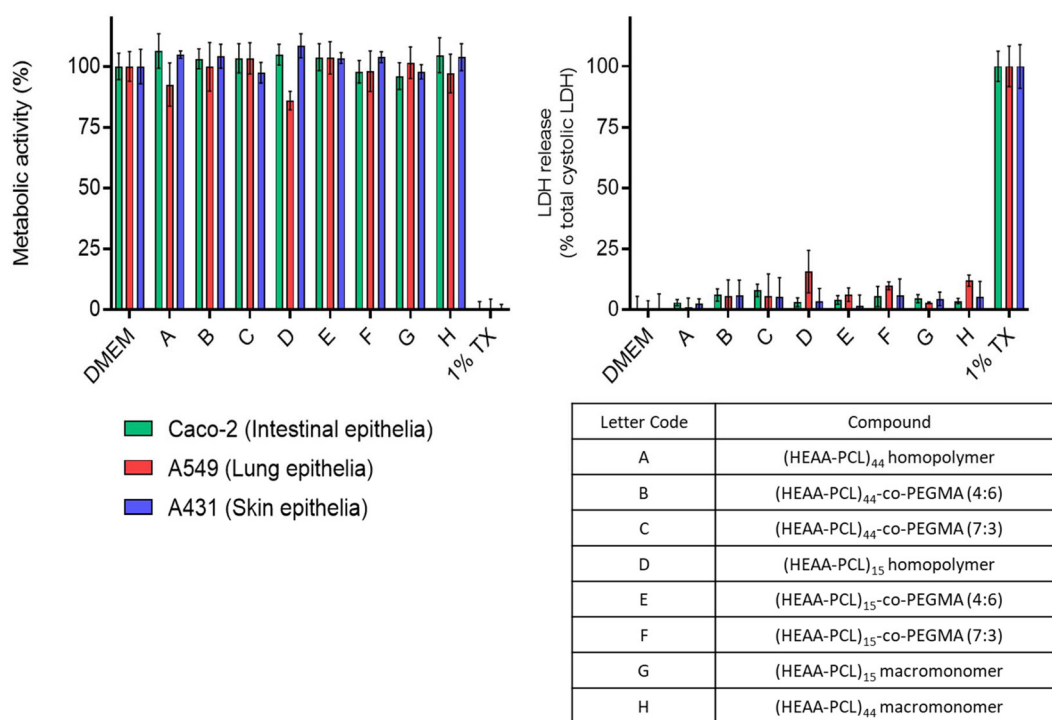 Metabolic activity (%)
100
75
50
25
0
DMEM
A
B
C
D
E
F
G
H
1% TX
LDH release
(% total cystolic LDH)
100
75
50
25
0
DMEM
A
B
C
D
E
F
G
H
1% TX
Caco-2 (Intestinal epithelia)
A549 (Lung epithelia)
A431 (Skin epithelia)
Letter Code Compound
A (HEAA-PCL)₄₄ homopolymer
B (HEAA-PCL)₄₄-co-PEGMA (4:6)
C (HEAA-PCL)₄₄-co-PEGMA (7:3)
D (HEAA-PCL)₁₅ homopolymer
E (HEAA-PCL)₁₅-co-PEGMA (4:6)
F (HEAA-PCL)₁₅-co-PEGMA (7:3)
G (HEAA-PCL)₁₅ macromonomer
H (HEAA-PCL)₄₄ macromonomer